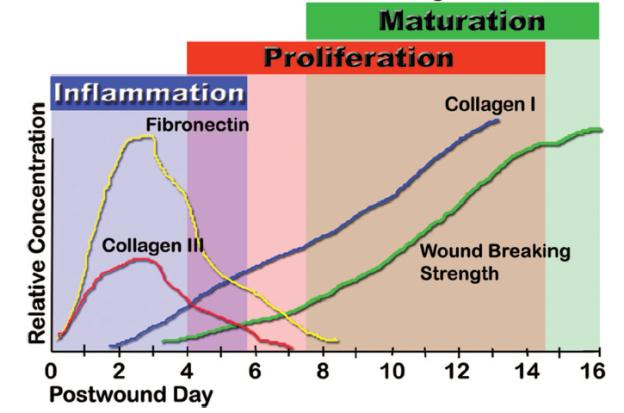 Maturation
Proliferation
Inflammation
Collagen I
Fibronectin
Collagen III
Wound Breaking
Strength
Relative Concentration
0 2 4 6 8 10 12 14 16
Postwound Day